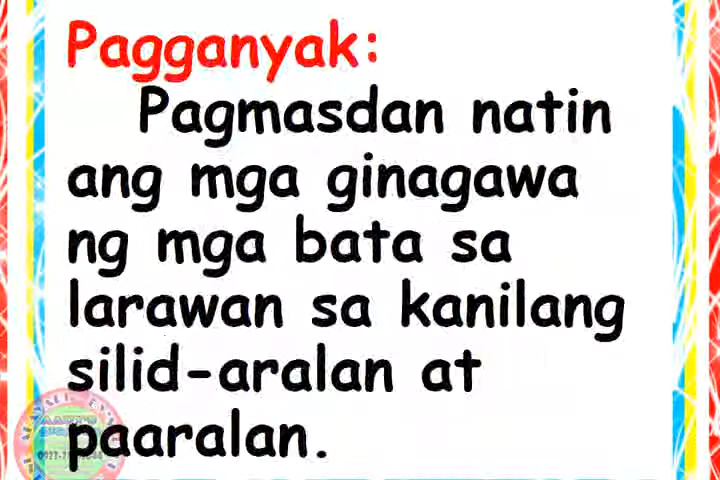 Pagganyak:
Pagmasdan natin
ang mga ginagawa
ng mga bata sa
larawan sa kanilang
silid-aralan at
paaralan.